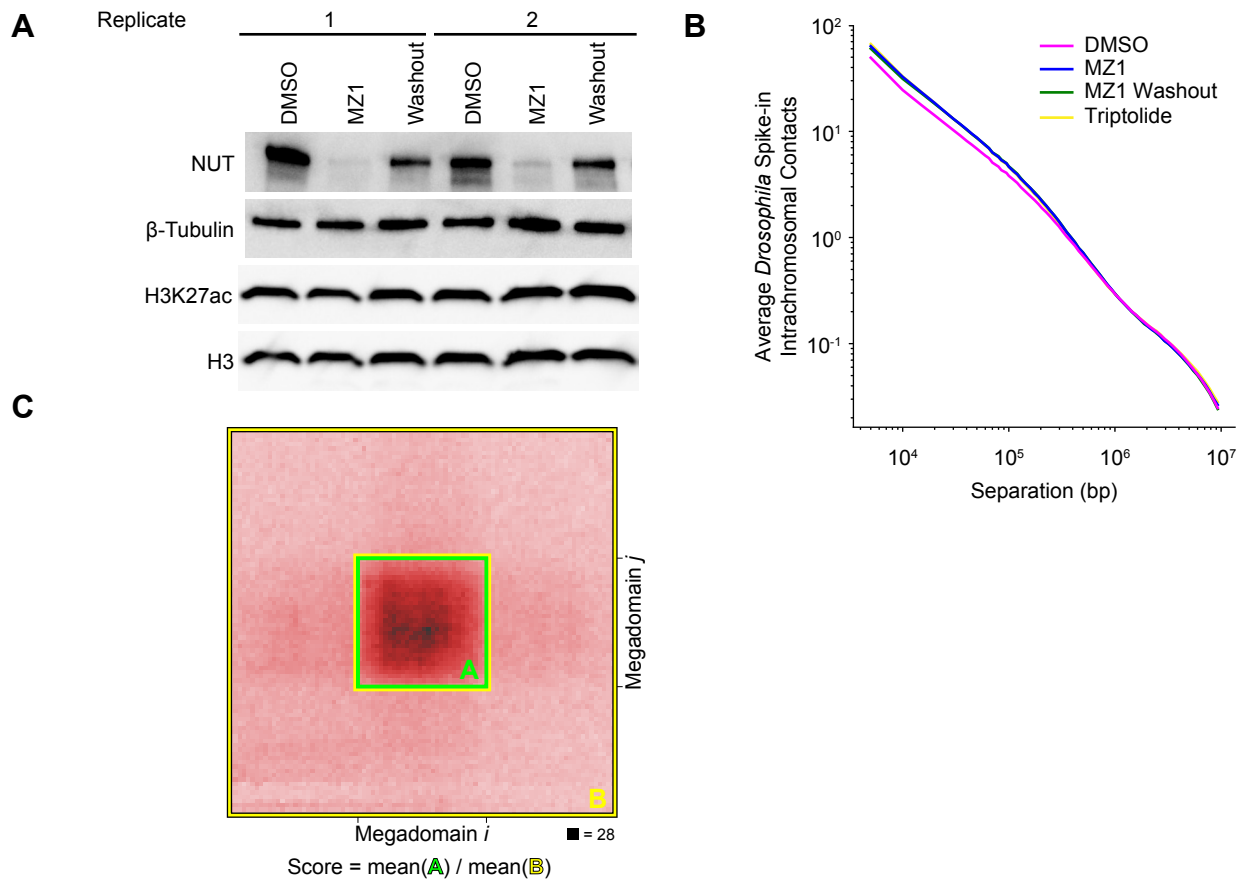 A
Replicate
1
2
DMSO
MZ1
Washout
DMSO
MZ1
Washout
NUT
β-Tubulin
H3K27ac
H3
B
10²
10¹
10⁰
10⁻¹
Average Drosophila Spike-in
Intrachromosomal Contacts
DMSO
MZ1
MZ1 Washout
Triptolide
10⁴
10⁵
10⁶
10⁷
Separation (bp)
C
A
B
Megadomain j
Megadomain i
= 28
Score = mean(A) / mean(B)